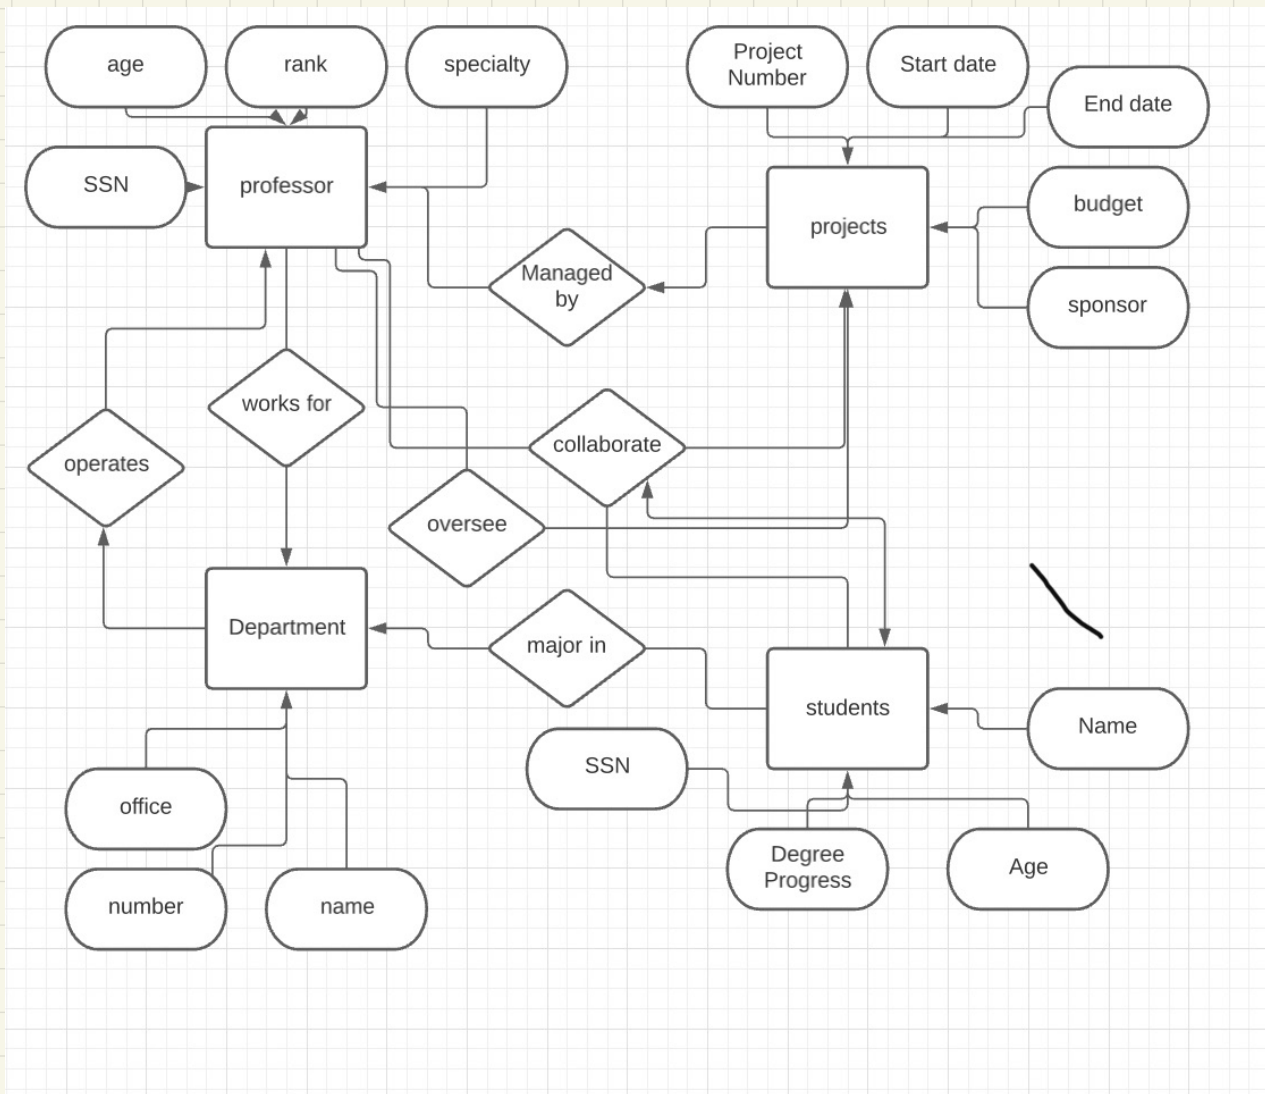 age
rank
specialty
Project
Number
Start date
End date
SSN
professor
projects
budget
sponsor
Managed
by
works for
operates
collaborate
oversee
Department
major in
students
Name
SSN
office
number
name
Degree
Progress
Age